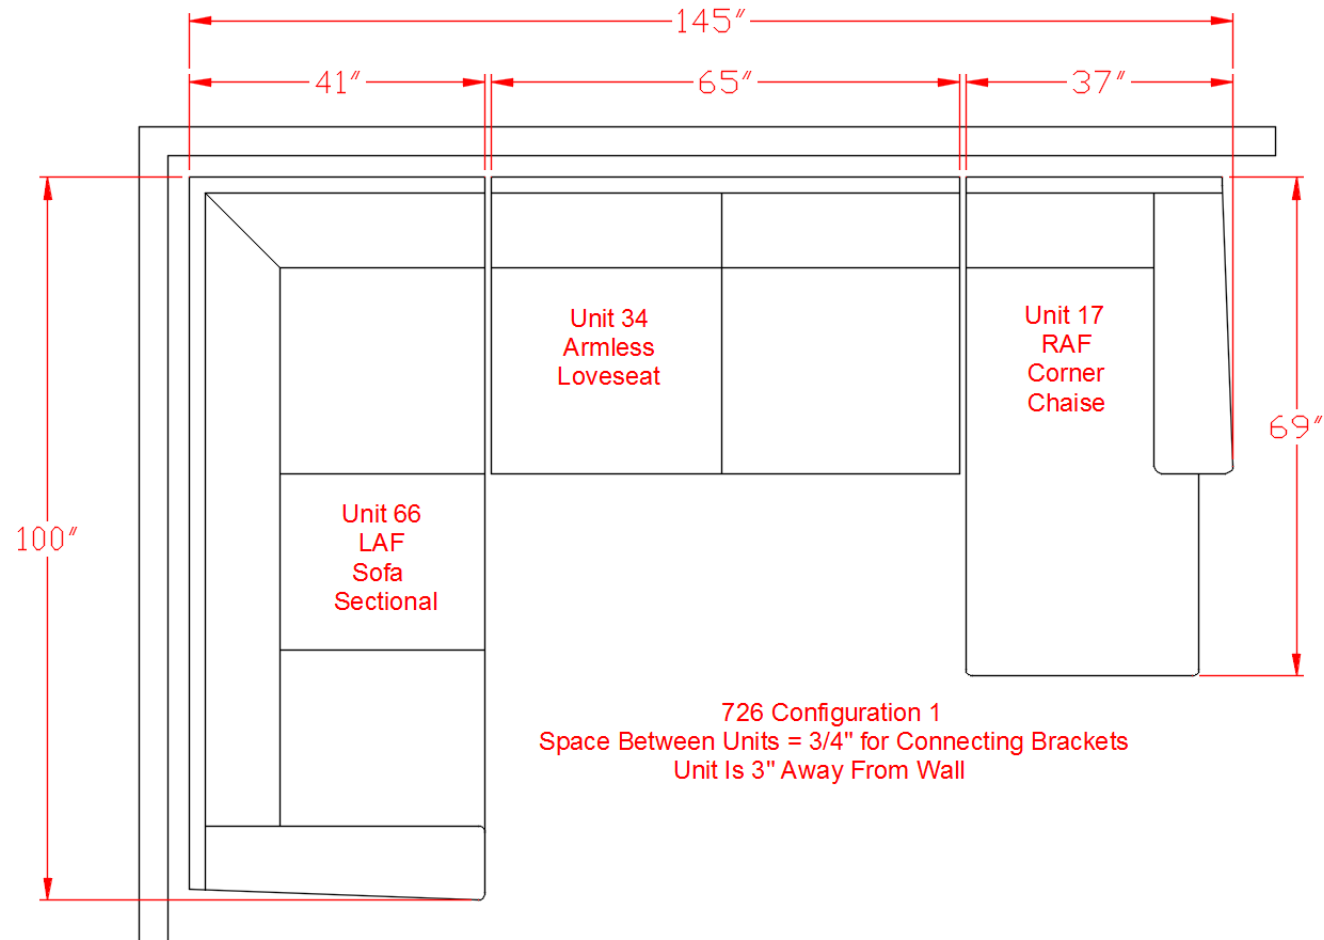 145"
41" 65" 37"
Unit 34
Armless
Loveseat
Unit 17
RAF
Corner
Chaise
69"
100"
Unit 66
LAF
Sofa
Sectional
726 Configuration 1
Space Between Units = 3/4" for Connecting Brackets
Unit Is 3" Away From Wall